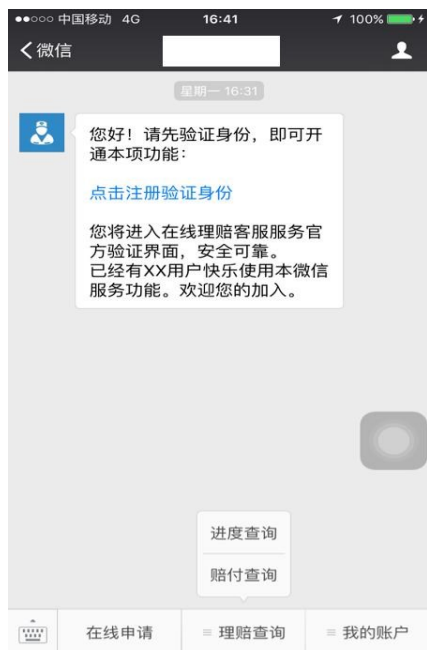 中国移动 4G
16:41
100%
微信
星期一 16:31
您好！请先验证身份，即可开
通本项功能：
点击注册验证身份
您将进入在线理赔客服服务官
方验证界面，安全可靠。
已经有XX用户快乐使用本微信
服务功能。欢迎您的加入。
进度查询
赔付查询
在线申请
理赔查询
我的账户